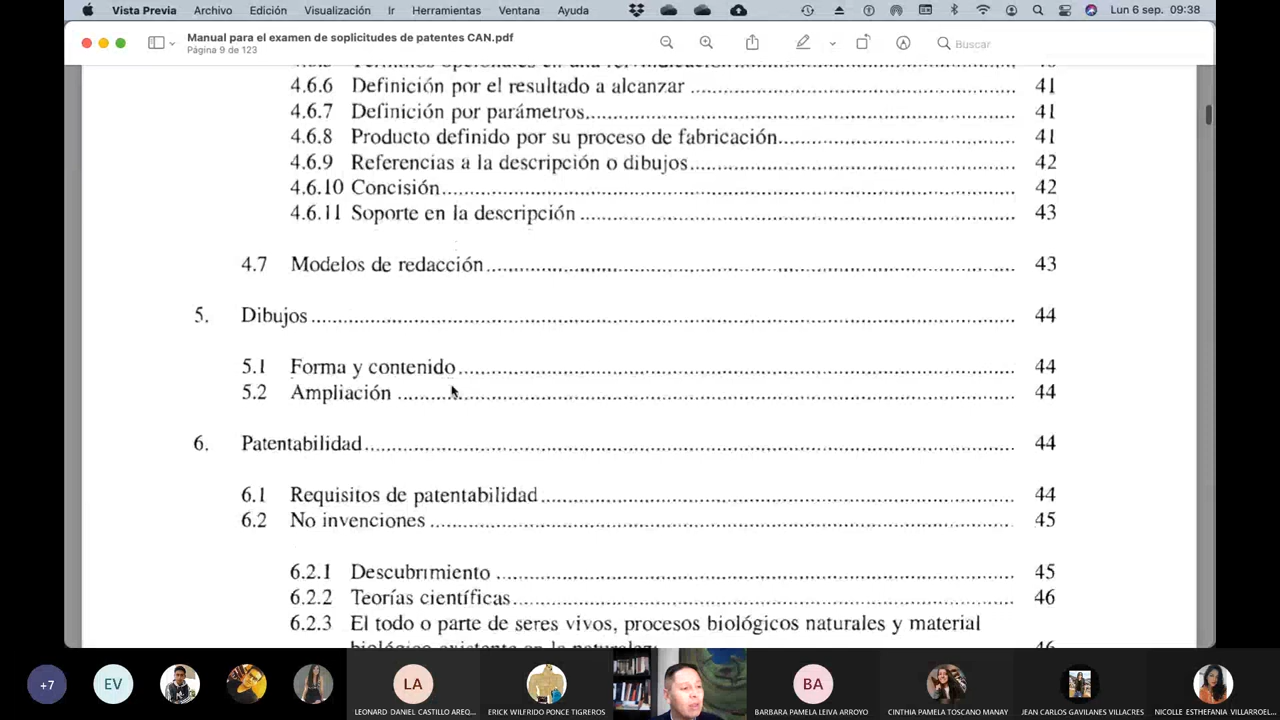 Vista Previa Archivo Edición Visualización Ir Herramientas Ventana Ayuda Lun 6 sep. 09:38
Manual para el examen de soplicitudes de patentes CAN.pdf
Página 9 de 123
Buscar
4.6.6 Definición por el resultado a alcanzar 41
4.6.7 Definición por parámetros 41
4.6.8 Producto definido por su proceso de fabricación 41
4.6.9 Referencias a la descripción o dibujos 42
4.6.10 Concisión 42
4.6.11 Soporte en la descripción 43
4.7 Modelos de redacción 43
5. Dibujos 44
5.1 Forma y contenido 44
5.2 Ampliación 44
6. Patentabilidad 44
6.1 Requisitos de patentabilidad 44
6.2 No invenciones 45
6.2.1 Descubrimiento 45
6.2.2 Teorías científicas 46
6.2.3 El todo o parte de seres vivos, procesos biológicos naturales y material
+7 EV LA BA
LEONARD DANIEL CASTILLO AREQ... ERICK WILFRIDO PONCE TIGREROS BARBARA PAMELA LEIVA ARROYO CINTHIA PAMELA TOSCANO MANAY JEAN CARLOS GAVILANES VILLACRES NICOLLE ESTHEFANIA VILLARROEL...